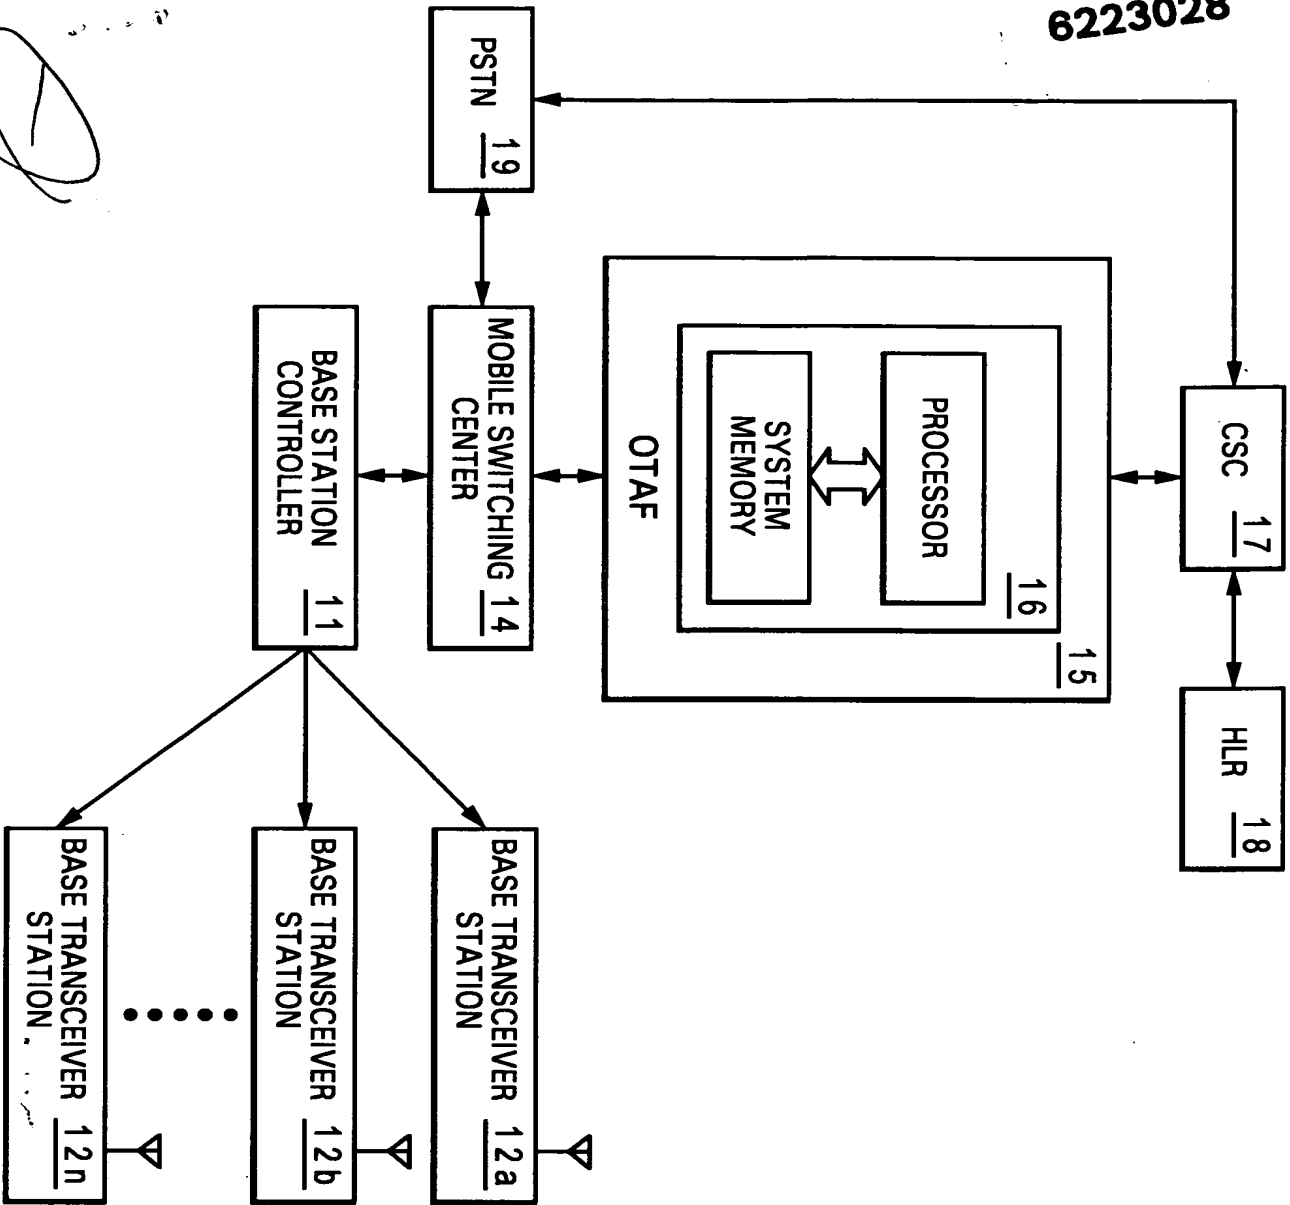 6223028
CSC 17
HLR 18
15
16
PROCESSOR
SYSTEM
MEMORY
OTAF
PSTN 19
MOBILE SWITCHING
CENTER 14
BASE STATION
CONTROLLER 11
BASE TRANSCEIVER
STATION 12a
BASE TRANSCEIVER
STATION 12b
BASE TRANSCEIVER
STATION 12n